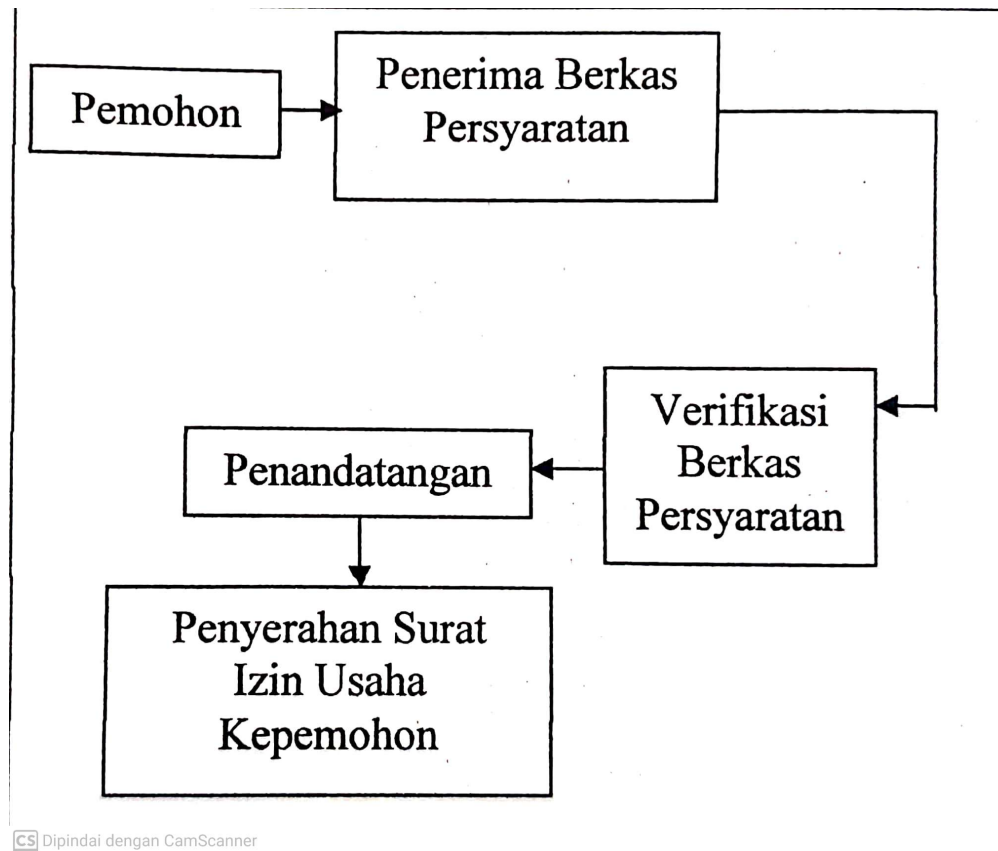 Pemohon
Penerima Berkas
Persyaratan
Verifikasi
Berkas
Persyaratan
Penandatangan
Penyerahan Surat
Izin Usaha
Kepemohon
CS Dipindai dengan CamScanner